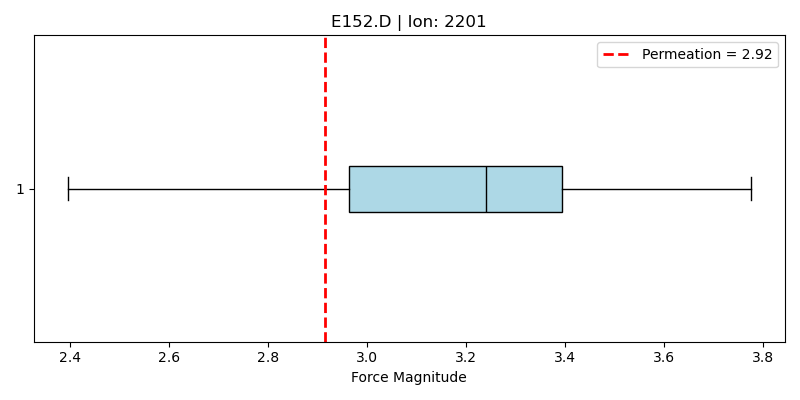 E152.D | Ion: 2201
Permeation = 2.92
1
2.4 2.6 2.8 3.0 3.2 3.4 3.6 3.8
Force Magnitude